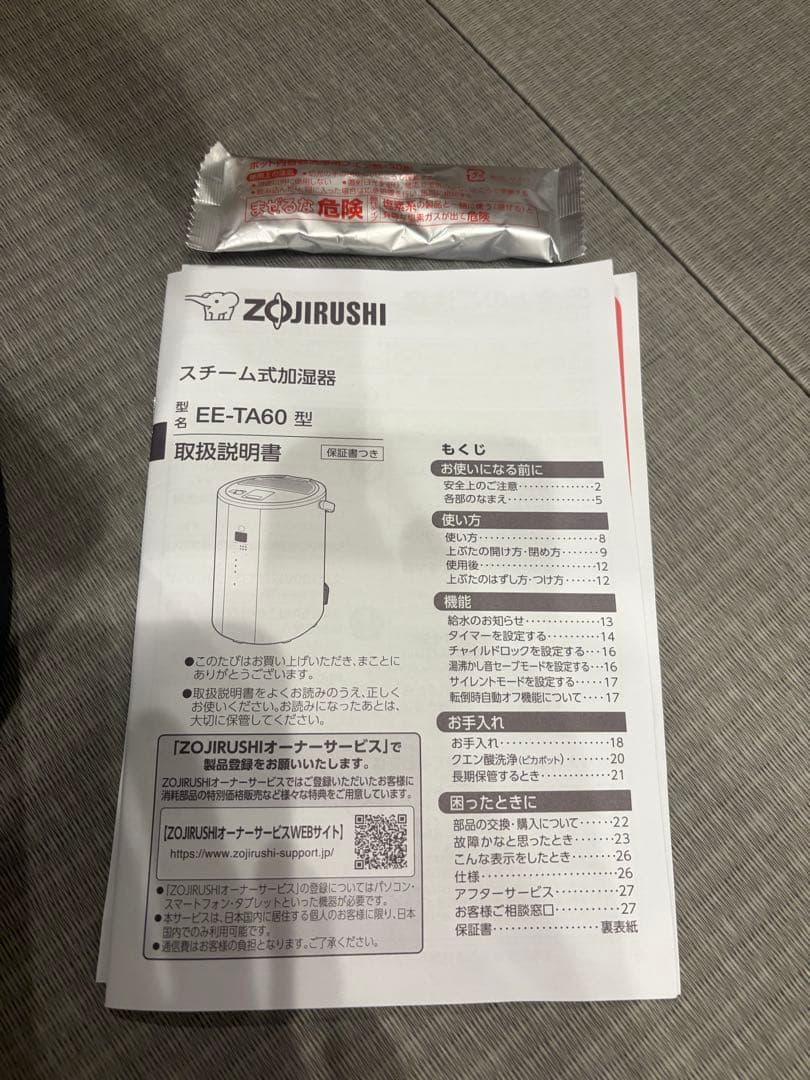 まぜるな
危険
塩素系の製品と一緒に使う(混ぜる)と
有毒な塩素ガスが出て危険
ZOJIRUSHI
スチーム式加湿器
型名 EE-TA60 型
取扱説明書 保証書つき
●このたびはお買い上げいただき、まことに
ありがとうございます。
●取扱説明書をよくお読みのうえ、正しく
お使いください。お読みになったあとは、
大切に保管してください。
「ZOJIRUSHIオーナーサービス」で
製品登録をお願いいたします。
ZOJIRUSHIオーナーサービスではご登録いただいたお客様に
消耗部品の特別価格販売など様々な特典をご用意しています。
【ZOJIRUSHIオーナーサービスWEBサイト】
https://www.zojirushi-support.jp/
●「ZOJIRUSHIオーナーサービス」の登録についてはパソコン・
スマートフォン・タブレットといった機器が必要です。
●本サービスは、日本国内に居住する個人のお客様に限り、日本
国内でのみ利用可能です。
●通信費はお客様の負担となります。ご了承ください。
もくじ
お使いになる前に
安全上のご注意・・・・・・・・・・・・・・・2
各部のなまえ・・・・・・・・・・・・・・・・・5
使い方
使い方・・・・・・・・・・・・・・・・・・・・・・8
上ぶたの開け方・閉め方・・・・・・・9
使用後・・・・・・・・・・・・・・・・・・・・・12
上ぶたのはずし方・つけ方・・・・・・12
機能
給水のお知らせ・・・・・・・・・・・・・13
タイマーを設定する・・・・・・・・・・14
チャイルドロックを設定する・・・16
湯沸かし音セーブモードを設定する・・・16
サイレントモードを設定する・・・・・17
転倒時自動オフ機能について・・・・17
お手入れ
お手入れ・・・・・・・・・・・・・・・・・・・18
クエン酸洗浄(ピカポット)・・・・・・・・20
長期保管するとき・・・・・・・・・・・・21
困ったときに
部品の交換・購入について・・・・・22
故障かなと思ったとき・・・・・・・・23
こんな表示をしたとき・・・・・・・・26
仕様・・・・・・・・・・・・・・・・・・・・・・・26
アフターサービス・・・・・・・・・・・27
お客様ご相談窓口・・・・・・・・・・・27
保証書・・・・・・・・・・・・・・・・・・裏表紙